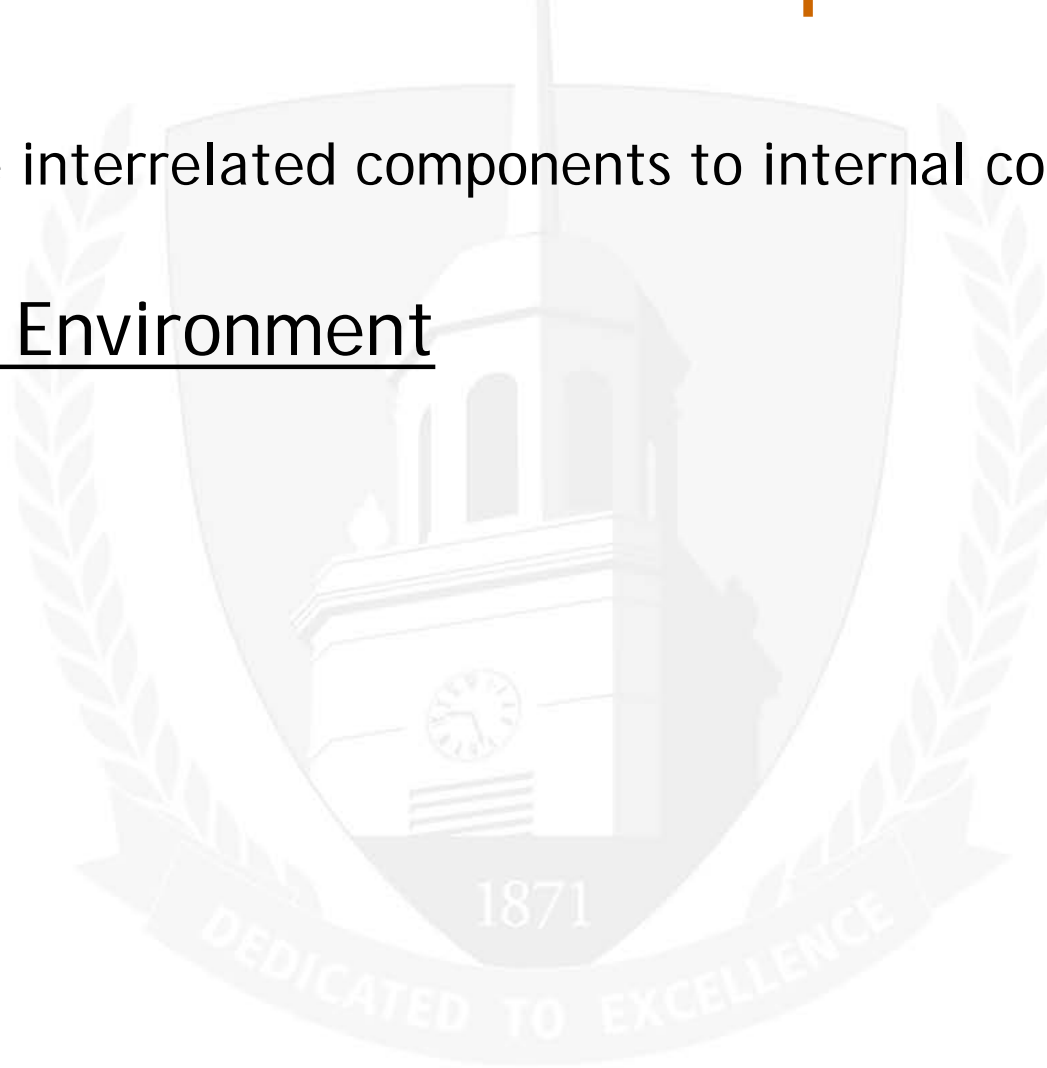 interrelated components to internal co
Environment
1871
DEDICATED TO EXCELLENCE